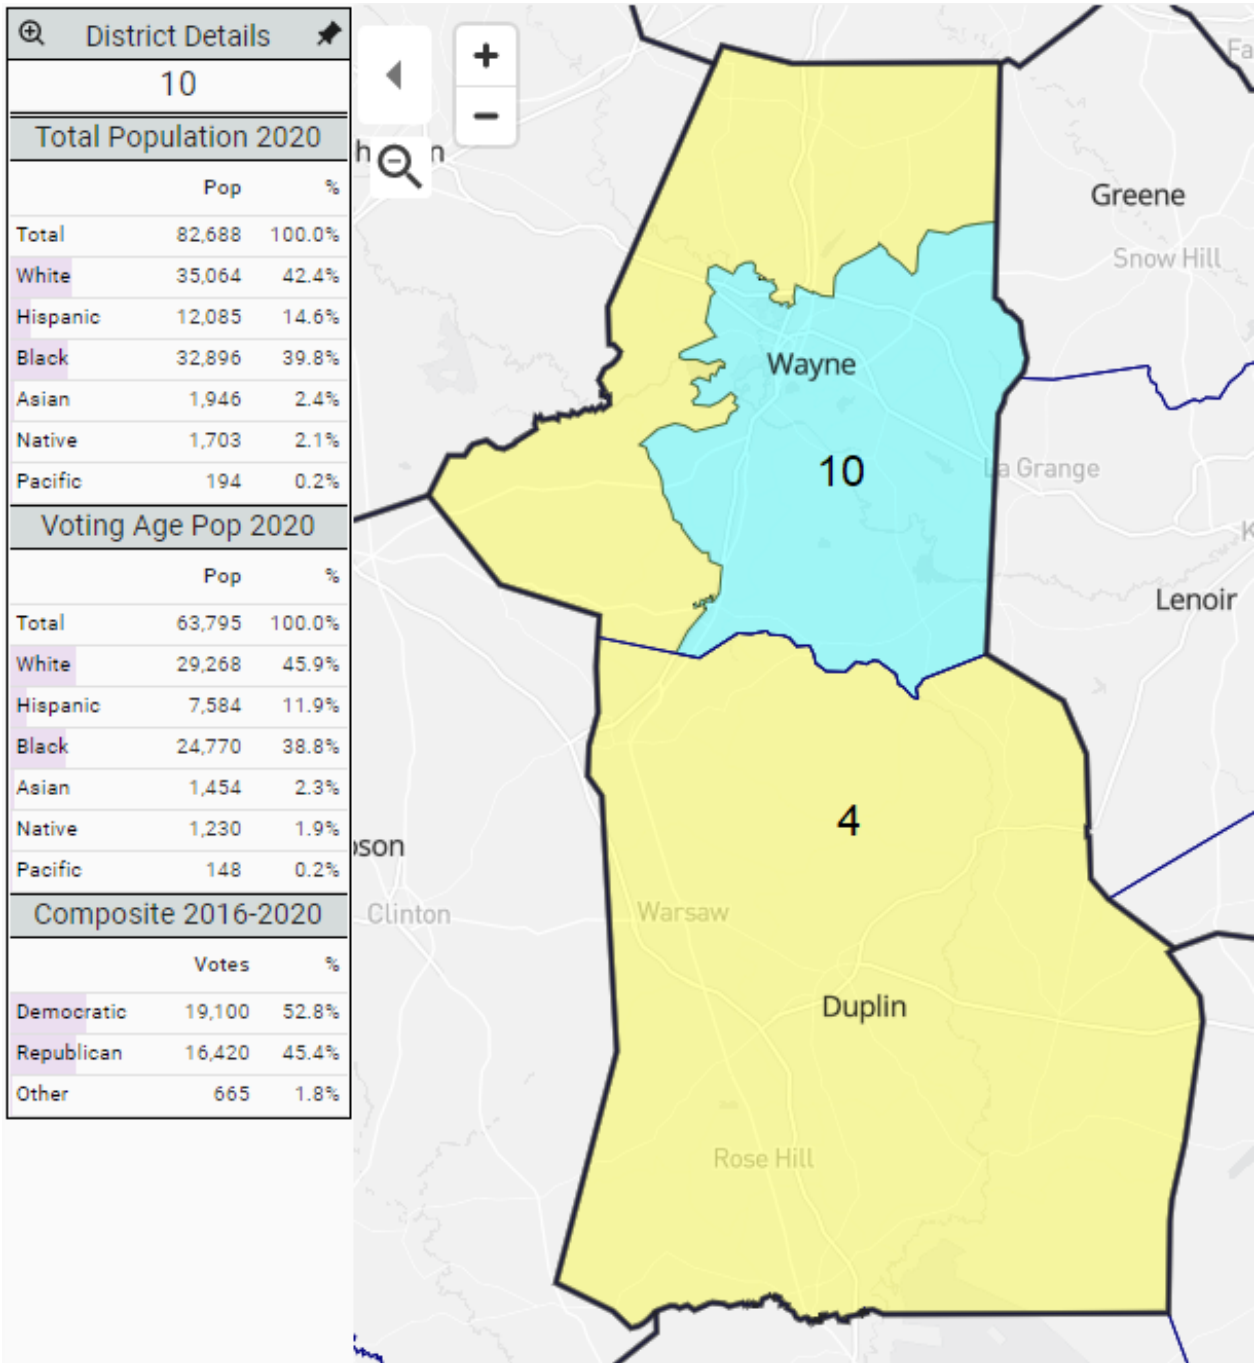 District Details
10
Total Population 2020
Pop %
Total 82,688 100.0%
White 35,064 42.4%
Hispanic 12,085 14.6%
Black 32,896 39.8%
Asian 1,946 2.4%
Native 1,703 2.1%
Pacific 194 0.2%
Voting Age Pop 2020
Pop %
Total 63,795 100.0%
White 29,268 45.9%
Hispanic 7,584 11.9%
Black 24,770 38.8%
Asian 1,454 2.3%
Native 1,230 1.9%
Pacific 148 0.2%
Composite 2016-2020
Votes %
Democratic 19,100 52.8%
Republican 16,420 45.4%
Other 665 1.8%
+
−
Fa
Greene
Snow Hill
Wayne
10
La Grange
K
Lenoir
4
Clinton
Warsaw
Duplin
Rose Hill